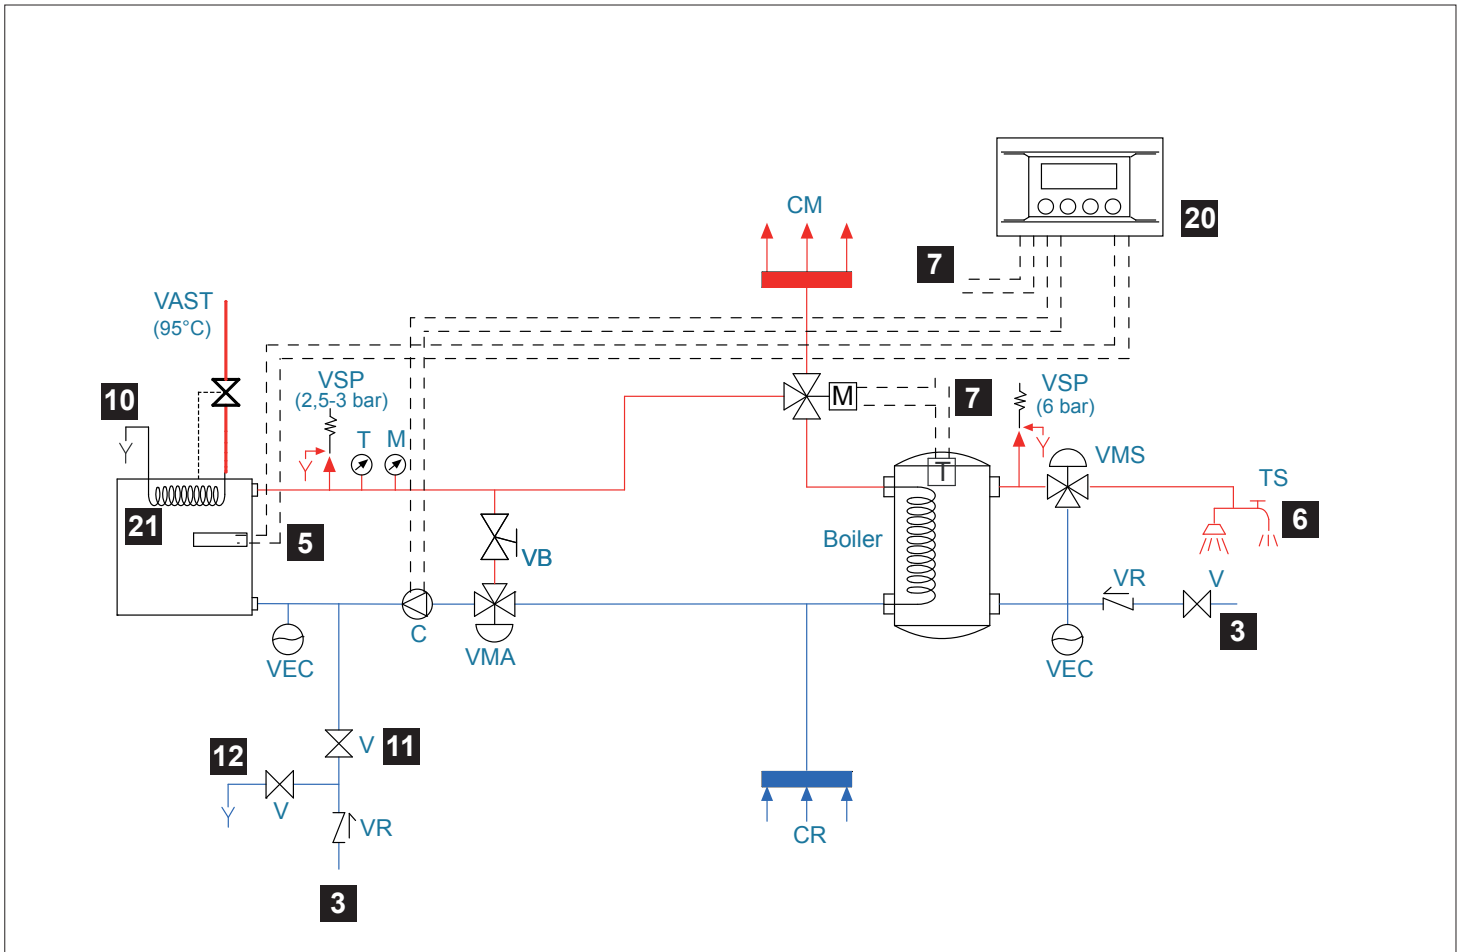 CM
20
7
VAST
(95°C)
10
VSP
(2,5-3 bar)
T
M
M
7
VSP
(6 bar)
VMS
T
TS
6
21
5
VB
Boiler
VR
V
3
C
VEC
VMA
VEC
12
V
11
V
VR
CR
3